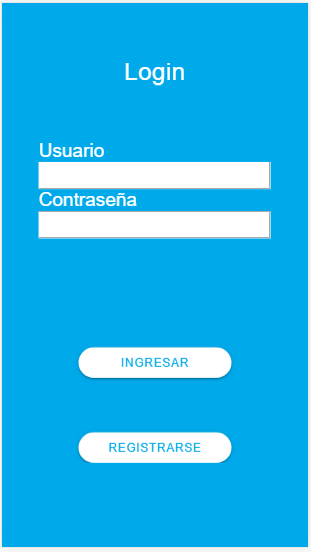 Login
Usuario
Contraseña
INGRESAR
REGISTRARSE